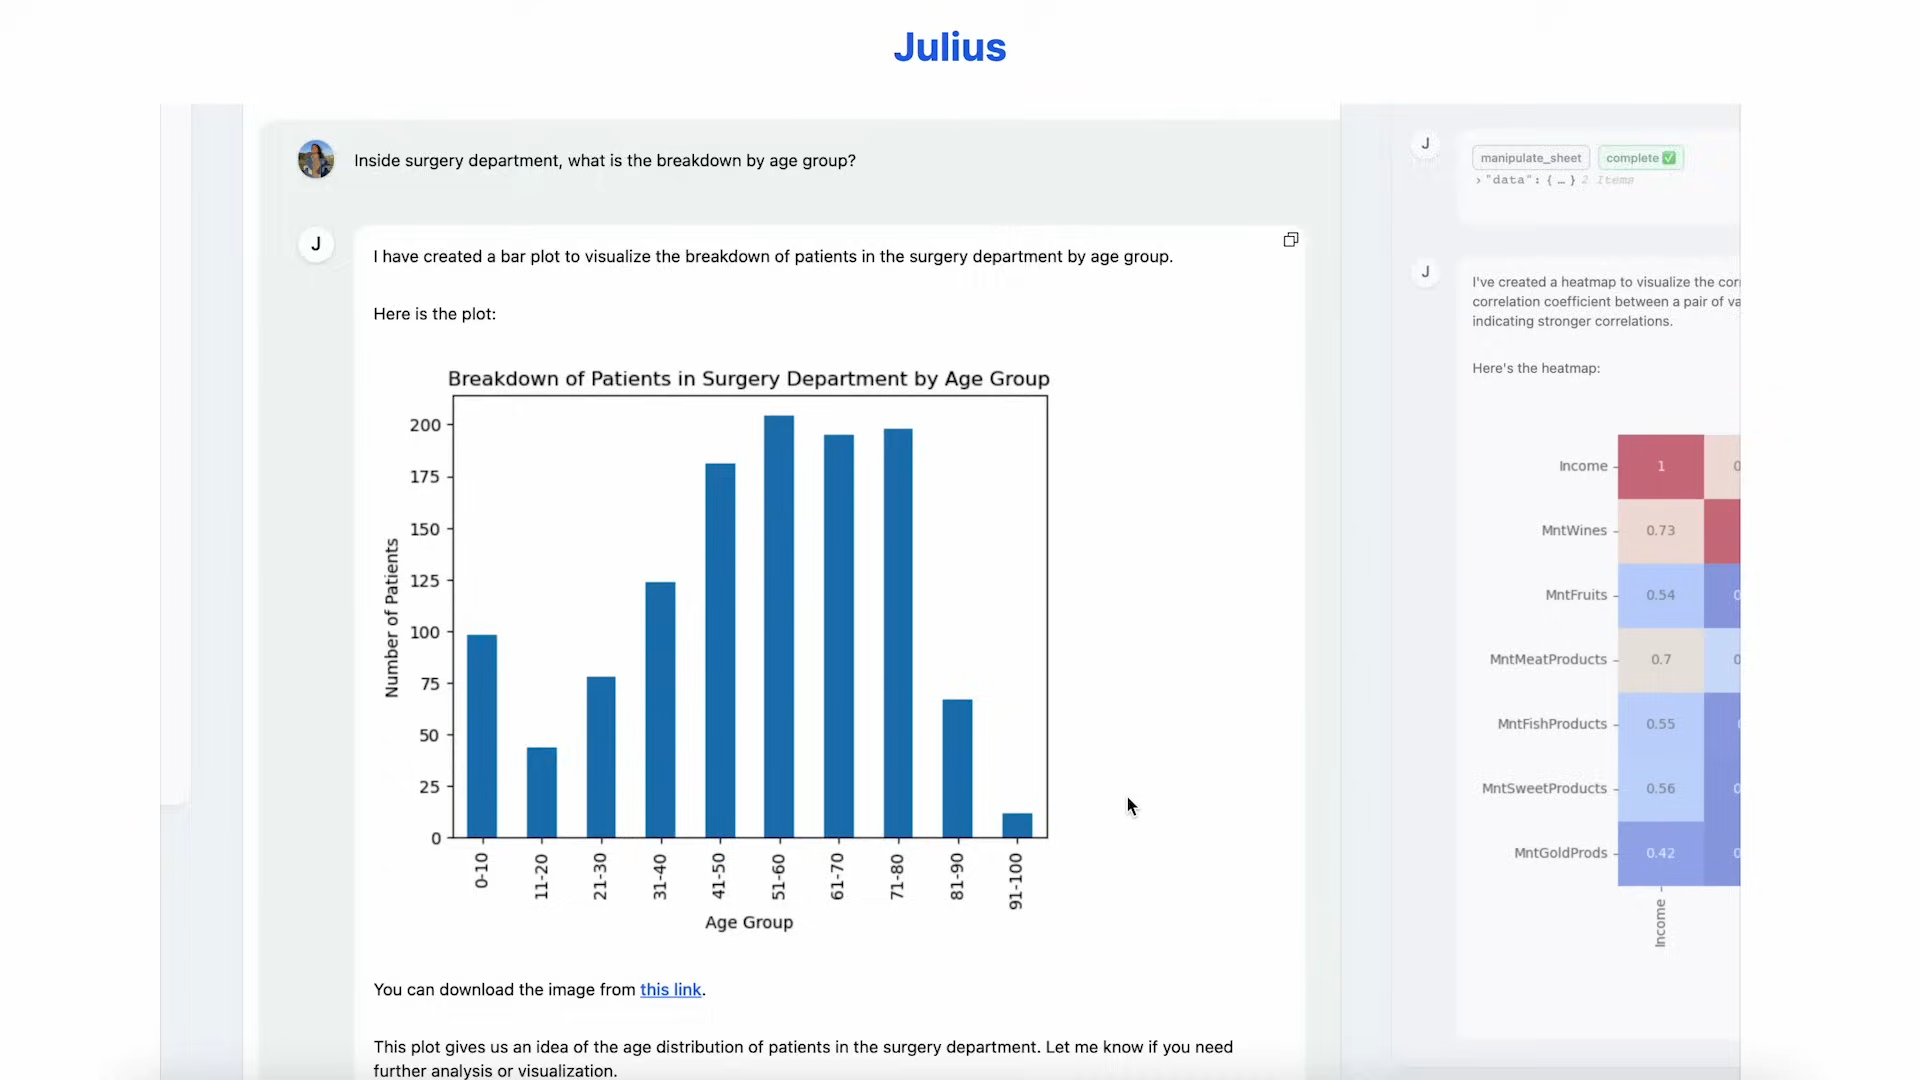 Julius
Inside surgery department, what is the breakdown by age group?
J
I have created a bar plot to visualize the breakdown of patients in the surgery department by age group.
Here is the plot:
Breakdown of Patients in Surgery Department by Age Group
Number of Patients
200
175
150
125
100
75
50
25
0
0-10
11-20
21-30
31-40
41-50
51-60
61-70
71-80
81-90
91-100
Age Group
You can download the image from this link.
This plot gives us an idea of the age distribution of patients in the surgery department. Let me know if you need
further analysis or visualization.
J
manipulate_sheet complete ✅
› "data": { … } 2 Items
J
I've created a heatmap to visualize the
correlation coefficient between a pair of
indicating stronger correlations.
Here's the heatmap:
Income 1
MntWines 0.73
MntFruits 0.54
MntMeatProducts 0.7
MntFishProducts 0.55
MntSweetProducts 0.56
MntGoldProds 0.42
Income